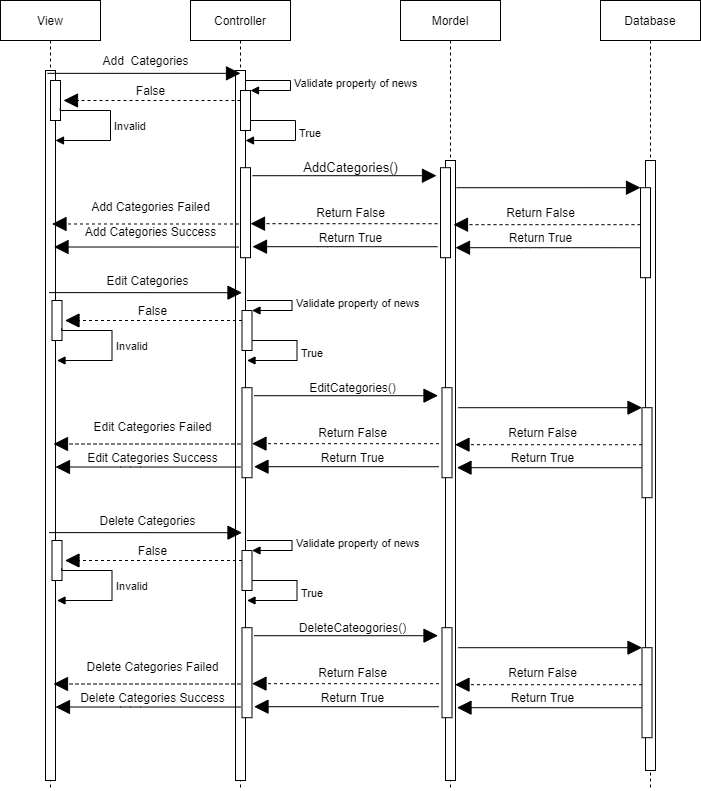 View
Controller
Mordel
Database
Add Categories
Validate property of news
False
Invalid
True
AddCategories()
Add Categories Failed
Return False
Return False
Add Categories Success
Return True
Return True
Edit Categories
Validate property of news
False
Invalid
True
EditCategories()
Edit Categories Failed
Return False
Return False
Edit Categories Success
Return True
Return True
Delete Categories
Validate property of news
False
Invalid
True
DeleteCateogories()
Delete Categories Failed
Return False
Return False
Delete Categories Success
Return True
Return True